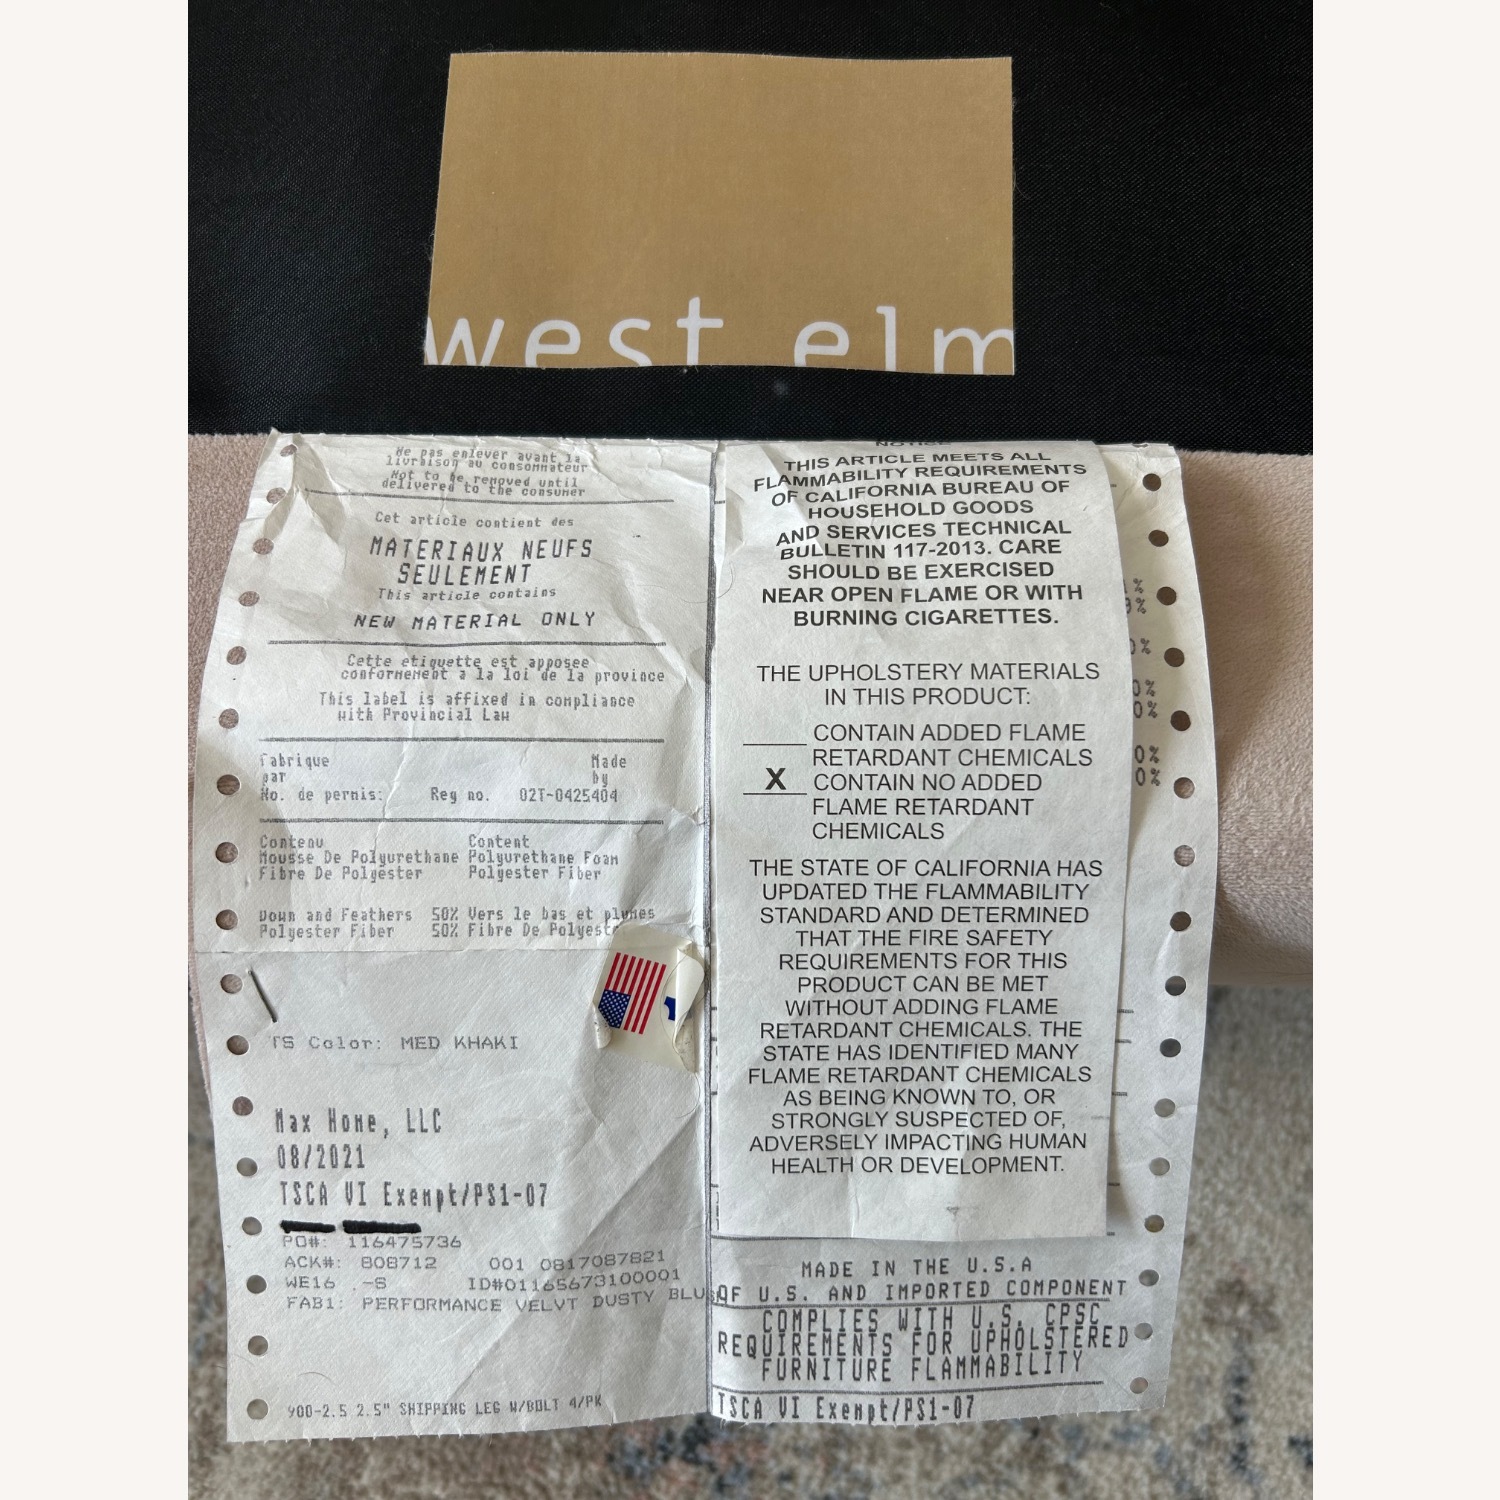 west elm
Ne pas enlever avant la
livraison au consommateur
Not to be removed until
delivered to the consumer
Cet article contient des
MATERIAUX NEUFS
SEULEMENT
This article contains
NEW MATERIAL ONLY
Cette etiquette est apposee
conformement a la loi de la province
This label is affixed in compliance
with Provincial Law
Fabrique Made
par by
No. de permis: Reg no. 02T-0425404
Contenu Content
Mousse De Polyurethane Polyurethane Foam
Fibre De Polyester Polyester Fiber
Down and Feathers 50% Vers le bas et plumes
Polyester Fiber 50% Fibre De Polyest
TS Color: MED KHAKI
Max Home, LLC
08/2021
TSCA VI Exempt/PS1-07
PO#: 116475736
ACK#: 808712 001 0817087821
WE16 .-S ID#01165673100001
FAB1: PERFORMANCE VELVT DUSTY BLUS
900-2.5 2.5" SHIPPING LEG W/BOLT 4/PK
NOTICE
THIS ARTICLE MEETS ALL
FLAMMABILITY REQUIREMENTS
OF CALIFORNIA BUREAU OF
HOUSEHOLD GOODS
AND SERVICES TECHNICAL
BULLETIN 117-2013. CARE
SHOULD BE EXERCISED
NEAR OPEN FLAME OR WITH
BURNING CIGARETTES.
THE UPHOLSTERY MATERIALS
IN THIS PRODUCT:
CONTAIN ADDED FLAME
RETARDANT CHEMICALS
X CONTAIN NO ADDED
FLAME RETARDANT
CHEMICALS
THE STATE OF CALIFORNIA HAS
UPDATED THE FLAMMABILITY
STANDARD AND DETERMINED
THAT THE FIRE SAFETY
REQUIREMENTS FOR THIS
PRODUCT CAN BE MET
WITHOUT ADDING FLAME
RETARDANT CHEMICALS. THE
STATE HAS IDENTIFIED MANY
FLAME RETARDANT CHEMICALS
AS BEING KNOWN TO, OR
STRONGLY SUSPECTED OF,
ADVERSELY IMPACTING HUMAN
HEALTH OR DEVELOPMENT.
MADE IN THE U.S.A
OF U.S. AND IMPORTED COMPONENT
COMPLIES WITH U.S. CPSC
REQUIREMENTS FOR UPHOLSTERED
FURNITURE FLAMMABILITY
TSCA VI Exempt/PS1-07